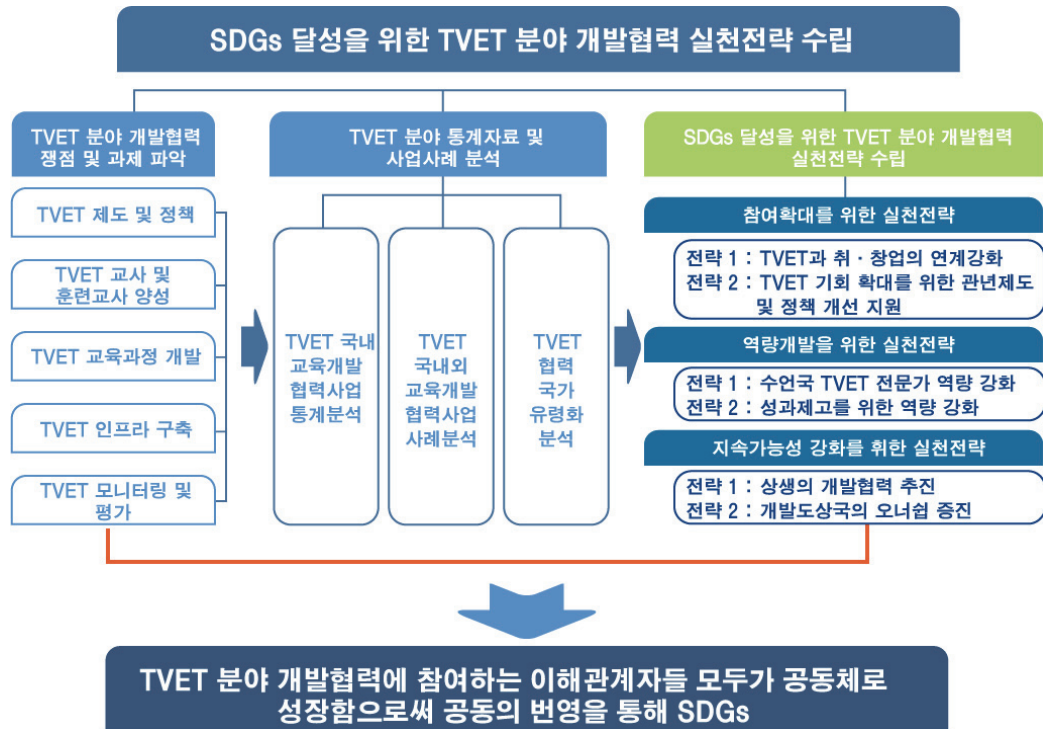 SDGs 달성을 위한 TVET 분야 개발협력 실천전략 수립
TVET 분야 개발협력
쟁점 및 과제 파악
TVET 제도 및 정책
TVET 교사 및
훈련교사 양성
TVET 교육과정 개발
TVET 인프라 구축
TVET 모니터링 및
평가
TVET 분야 통계자료 및
사업사례 분석
TVET 국내
교육개발
협력사업
통계분석
TVET
국내외
교육개발
협력사업
사례분석
TVET
협력
국가
유령화
분석
SDGs 달성을 위한 TVET 분야 개발협력
실천전략 수립
참여확대를 위한 실천전략
전략 1 : TVET과 취 · 창업의 연계강화
전략 2 : TVET 기회 확대를 위한 관년제도
및 정책 개선 지원
역량개발을 위한 실천전략
전략 1 : 수언국 TVET 전문가 역량 강화
전략 2 : 성과제고를 위한 역량 강화
지속가능성 강화를 휘한 실천전략
전략 1 : 상생의 개발협력 추진
전략 2 : 개발도상국의 오너쉽 증진
TVET 분야 개발협력에 참여하는 이해관계자들 모두가 공동체로
성장함으로써 공동의 번영을 통해 SDGs